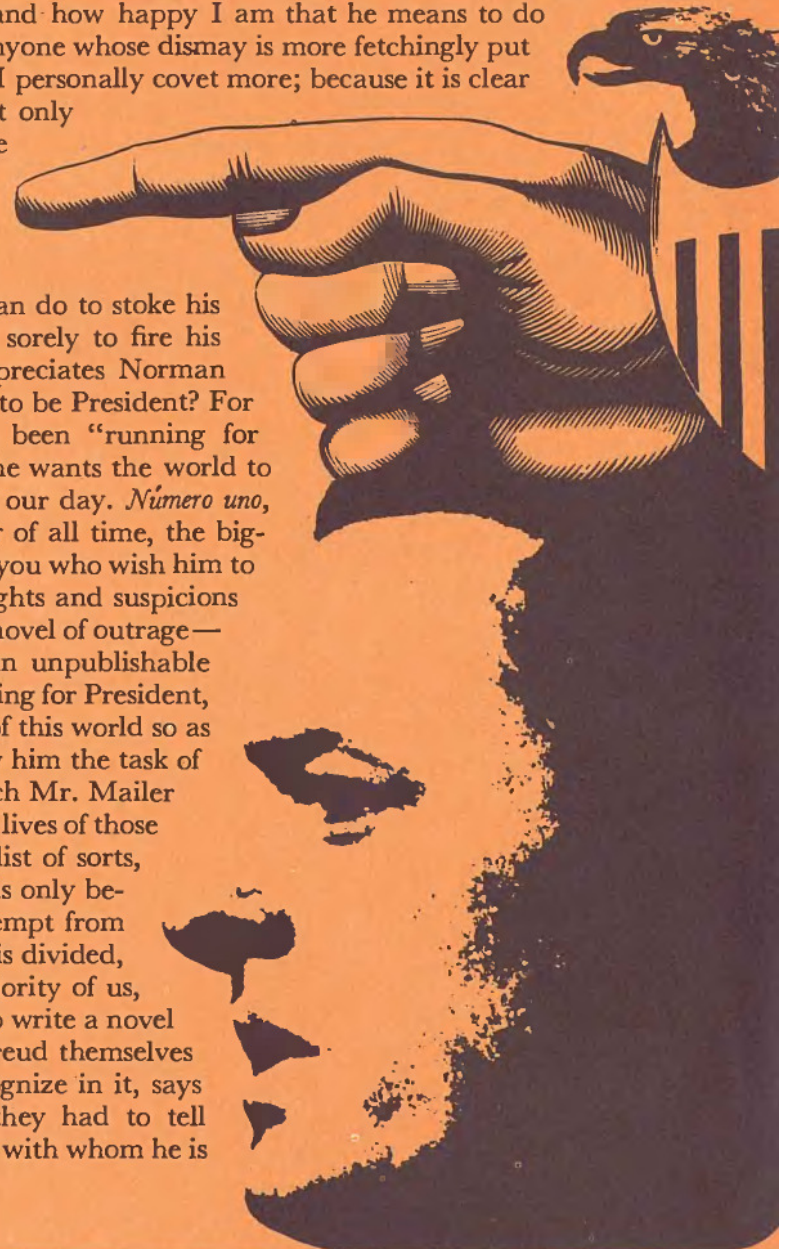 and how happy I am that he means to do
nyone whose dismay is more fetchingly put
I personally covet more; because it is clear
t only
e
an do to stoke his
sorely to fire his
preciates Norman
to be President? For
been “running for
he wants the world to
our day. Número uno,
r of all time, the big-
you who wish him to
ghts and suspicions
novel of outrage—
n unpublishable
ing for President,
of this world so as
y him the task of
ch Mr. Mailer
lives of those
list of sorts,
s only be-
empt from
is divided,
ority of us,
o write a novel
reud themselves
gnize in it, says
they had to tell
with whom he is